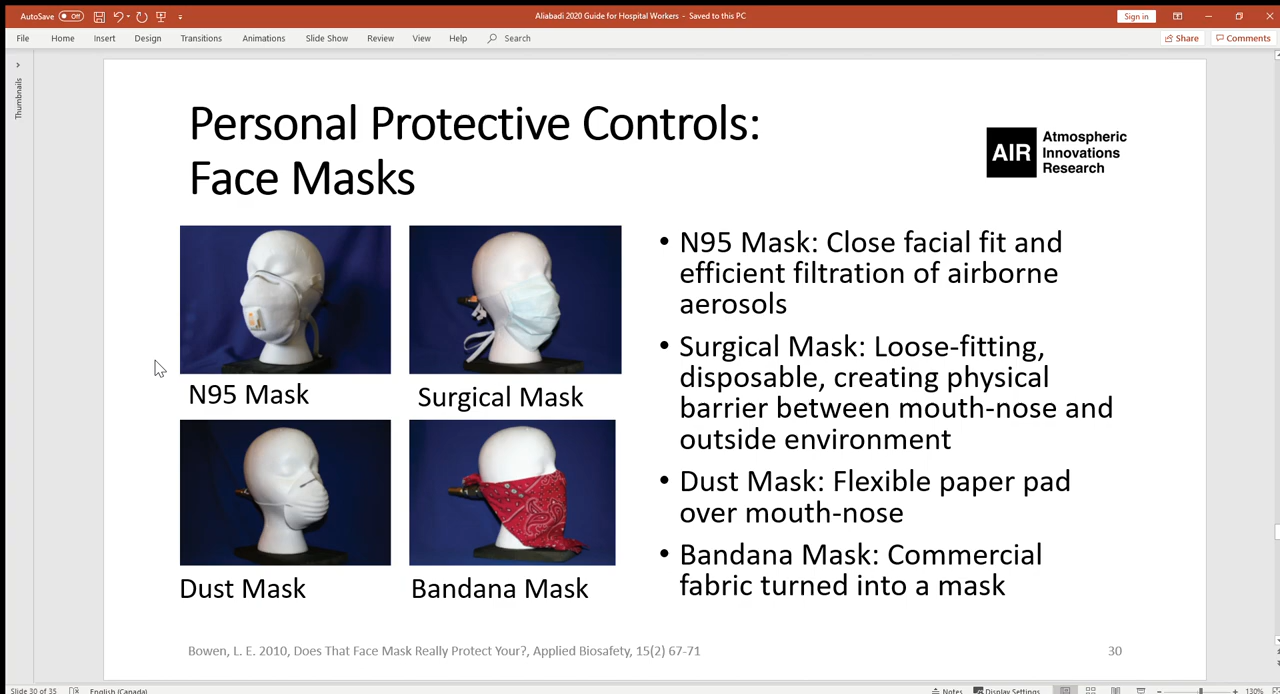 AutoSave Off Aliabadi 2020 Guide for Hospital Workers - Saved to this PC Sign in
File Home Insert Design Transitions Animations Slide Show Review View Help Search Share Comments
Thumbnails
Personal Protective Controls:
Face Masks
AIR
Atmospheric
Innovations
Research
N95 Mask
Surgical Mask
Dust Mask
Bandana Mask
• N95 Mask: Close facial fit and
efficient filtration of airborne
aerosols
• Surgical Mask: Loose-fitting,
disposable, creating physical
barrier between mouth-nose and
outside environment
• Dust Mask: Flexible paper pad
over mouth-nose
• Bandana Mask: Commercial
fabric turned into a mask
Bowen, L. E. 2010, Does That Face Mask Really Protect Your?, Applied Biosafety, 15(2) 67-71
30
Slide 30 of 35 English (Canada) Notes Display Settings 130%